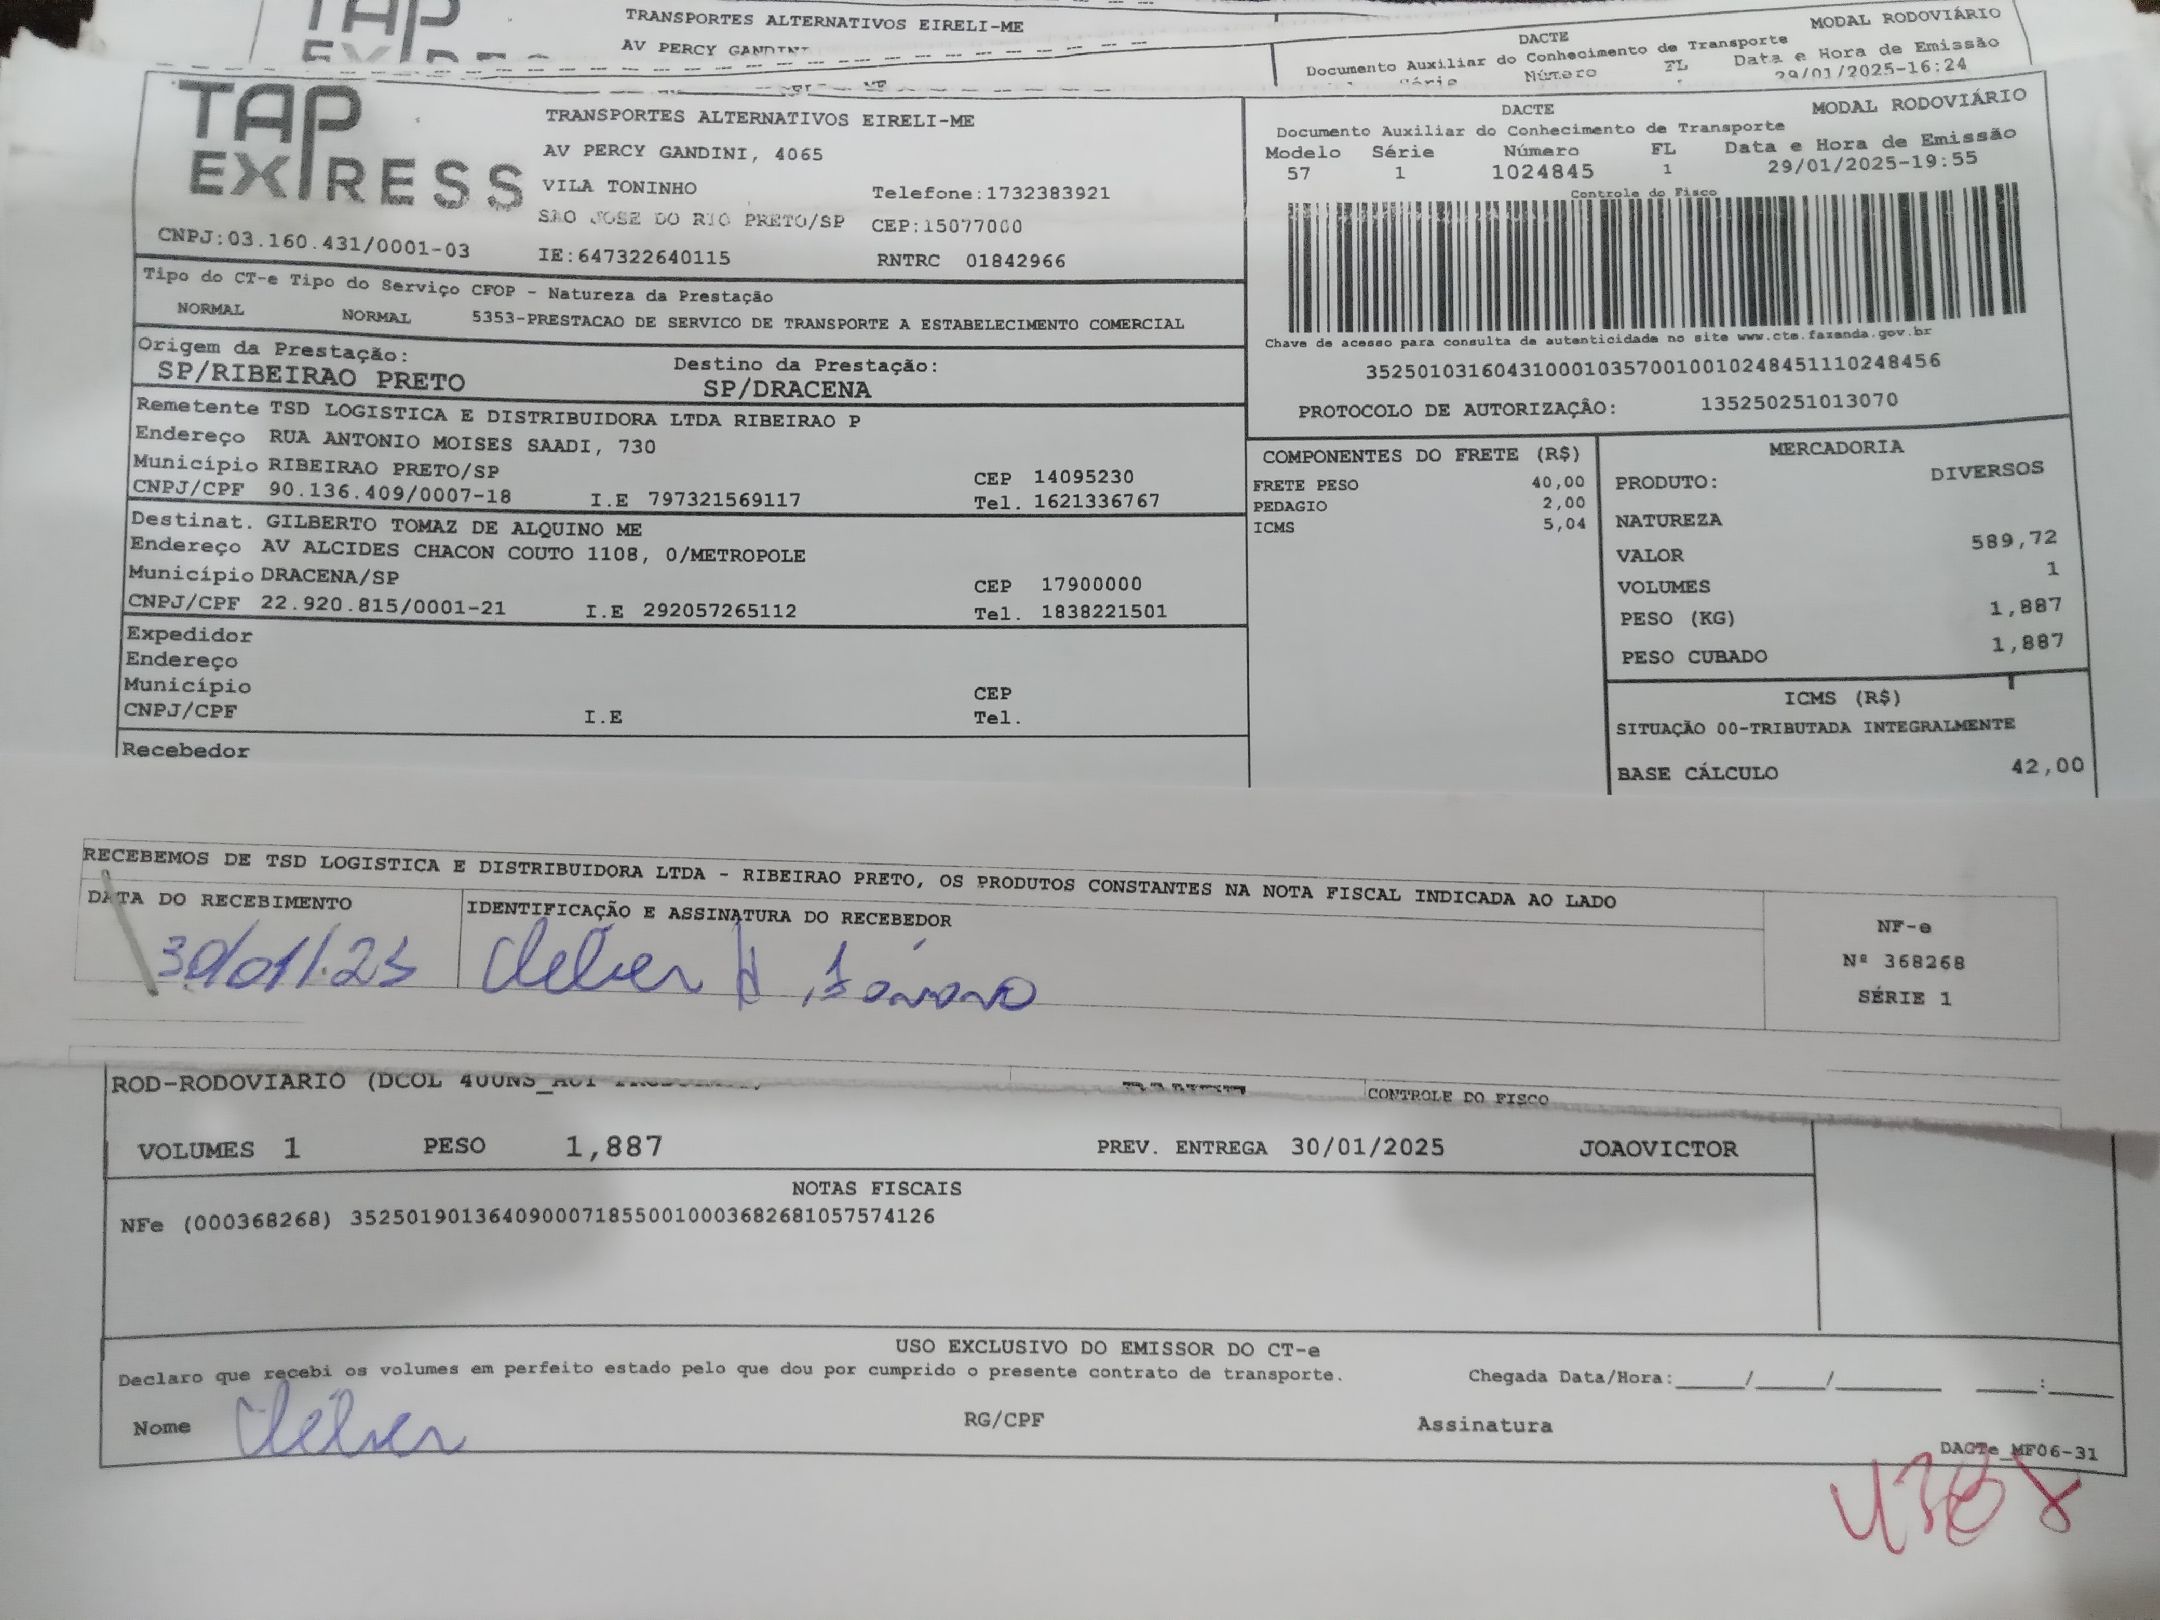 TRANSPORTES ALTERNATIVOS EIRELI-ME
AV PERCY GANDINI
DACTE
MODAL RODOVIÁRIO
Documento Auxiliar do Conhecimento de Transporte
Série Número FL Data e Hora de Emissão
29/01/2025-16:24
TAP EXPRESS
TRANSPORTES ALTERNATIVOS EIRELI-ME
AV PERCY GANDINI, 4065
VILA TONINHO Telefone:1732383921
SAO JOSE DO RIO PRETO/SP CEP:15077000
CNPJ:03.160.431/0001-03 IE:647322640115 RNTRC 01842966
DACTE MODAL RODOVIÁRIO
Documento Auxiliar do Conhecimento de Transporte
Modelo Série Número FL Data e Hora de Emissão
57 1 1024845 1 29/01/2025-19:55
Controle do Fisco
Chave de acesso para consulta de autenticidade no site www.cte.fazenda.gov.br
35250103160431000103570010010248451110248456
PROTOCOLO DE AUTORIZAÇÃO: 135250251013070
Tipo do CT-e Tipo do Serviço CFOP - Natureza da Prestação
NORMAL NORMAL 5353-PRESTACAO DE SERVICO DE TRANSPORTE A ESTABELECIMENTO COMERCIAL
Origem da Prestação: Destino da Prestação:
SP/RIBEIRAO PRETO SP/DRACENA
Remetente TSD LOGISTICA E DISTRIBUIDORA LTDA RIBEIRAO P
Endereço RUA ANTONIO MOISES SAADI, 730
Município RIBEIRAO PRETO/SP CEP 14095230
CNPJ/CPF 90.136.409/0007-18 I.E 797321569117 Tel. 1621336767
Destinat. GILBERTO TOMAZ DE ALQUINO ME
Endereço AV ALCIDES CHACON COUTO 1108, 0/METROPOLE
Município DRACENA/SP CEP 17900000
CNPJ/CPF 22.920.815/0001-21 I.E 292057265112 Tel. 1838221501
Expedidor
Endereço
Município CEP
CNPJ/CPF I.E Tel.
Recebedor
COMPONENTES DO FRETE (R$)
FRETE PESO 40,00
PEDAGIO 2,00
ICMS 5,04
MERCADORIA
PRODUTO: DIVERSOS
NATUREZA
VALOR 589,72
VOLUMES 1
PESO (KG) 1,887
PESO CUBADO 1,887
ICMS (R$)
SITUAÇÃO 00-TRIBUTADA INTEGRALMENTE
BASE CÁLCULO 42,00
RECEBEMOS DE TSD LOGISTICA E DISTRIBUIDORA LTDA - RIBEIRAO PRETO, OS PRODUTOS CONSTANTES NA NOTA FISCAL INDICADA AO LADO
DATA DO RECEBIMENTO IDENTIFICAÇÃO E ASSINATURA DO RECEBEDOR
30/01/.25 Cleber
NF-e
Nº 368268
SÉRIE 1
ROD-RODOVIARIO (DCOL
CONTROLE DO FISCO
VOLUMES 1 PESO 1,887 PREV. ENTREGA 30/01/2025 JOAOVICTOR
NOTAS FISCAIS
NFe (000368268) 35250190136409000718550010003682681057574126
USO EXCLUSIVO DO EMISSOR DO CT-e
Declaro que recebi os volumes em perfeito estado pelo que dou por cumprido o presente contrato de transporte. Chegada Data/Hora:____/____/______ ____:____
Nome Cleber RG/CPF Assinatura
DACTe_MF06-31